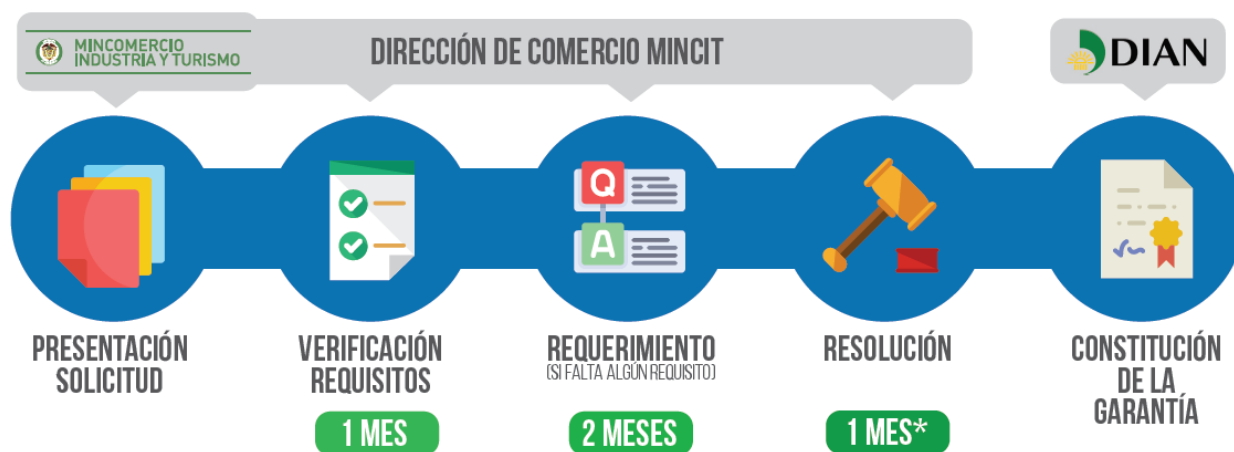 MINCOMERCIO
INDUSTRIA Y TURISMO
DIRECCIÓN DE COMERCIO MINCIT
DIAN
Q
A
PRESENTACIÓN
SOLICITUD
VERIFICACIÓN
REQUISITOS
1 MES
REQUERIMIENTO
(SI FALTA ALGÚN REQUISITO)
2 MESES
RESOLUCIÓN
1 MES*
CONSTITUCIÓN
DE LA
GARANTÍA